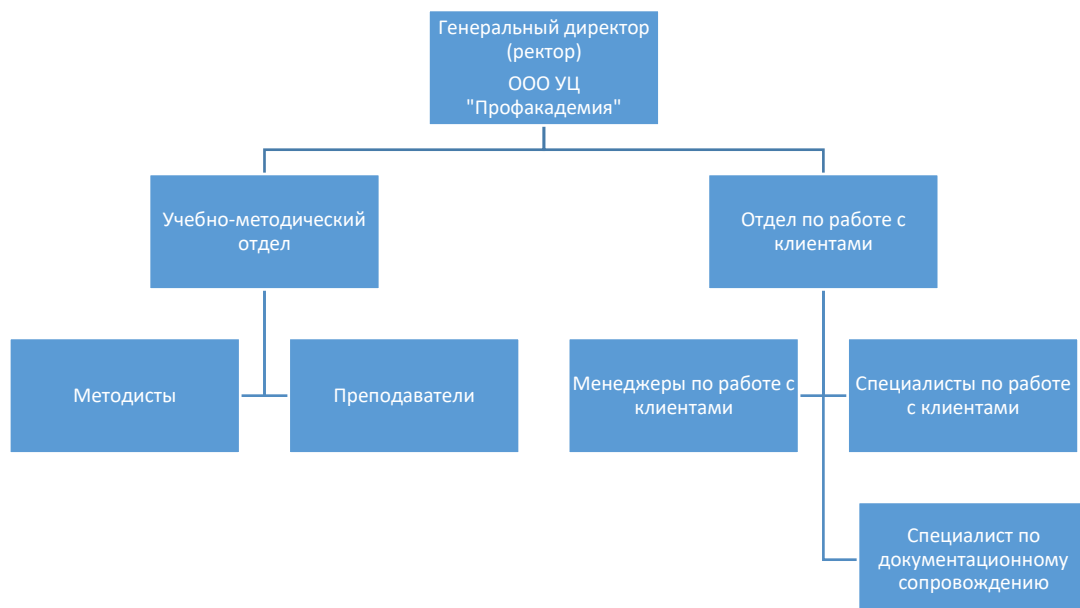 Генеральный директор
(ректор)
ООО УЦ
"Профакадемия"
Учебно-методический
отдел
Отдел по работе с
клиентами
Методисты
Преподаватели
Менеджеры по работе с
клиентами
Специалисты по работе
с клиентами
Специалист по
документационному
сопровождению